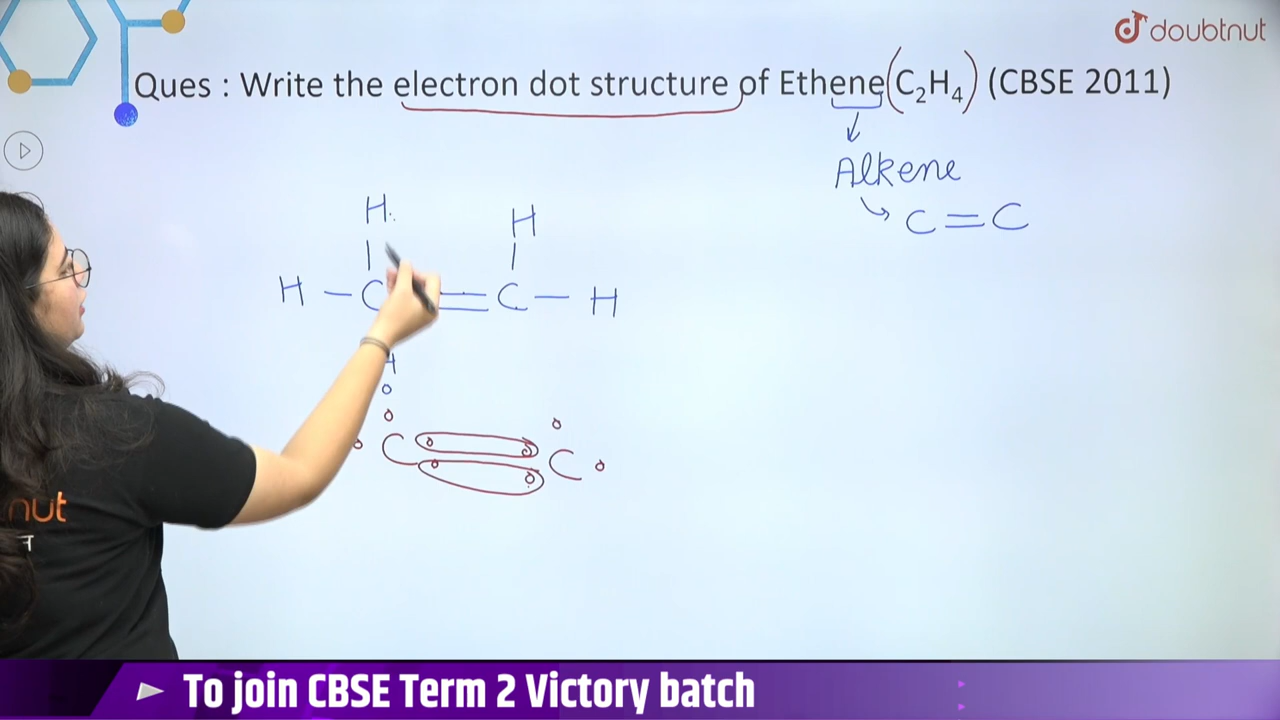 doubtnut
Ques : Write the electron dot structure of Ethene (C₂H₄) (CBSE 2011)
Alkene
C=C
H H
H – C = C – H
H
C C
nut
To join CBSE Term 2 Victory batch